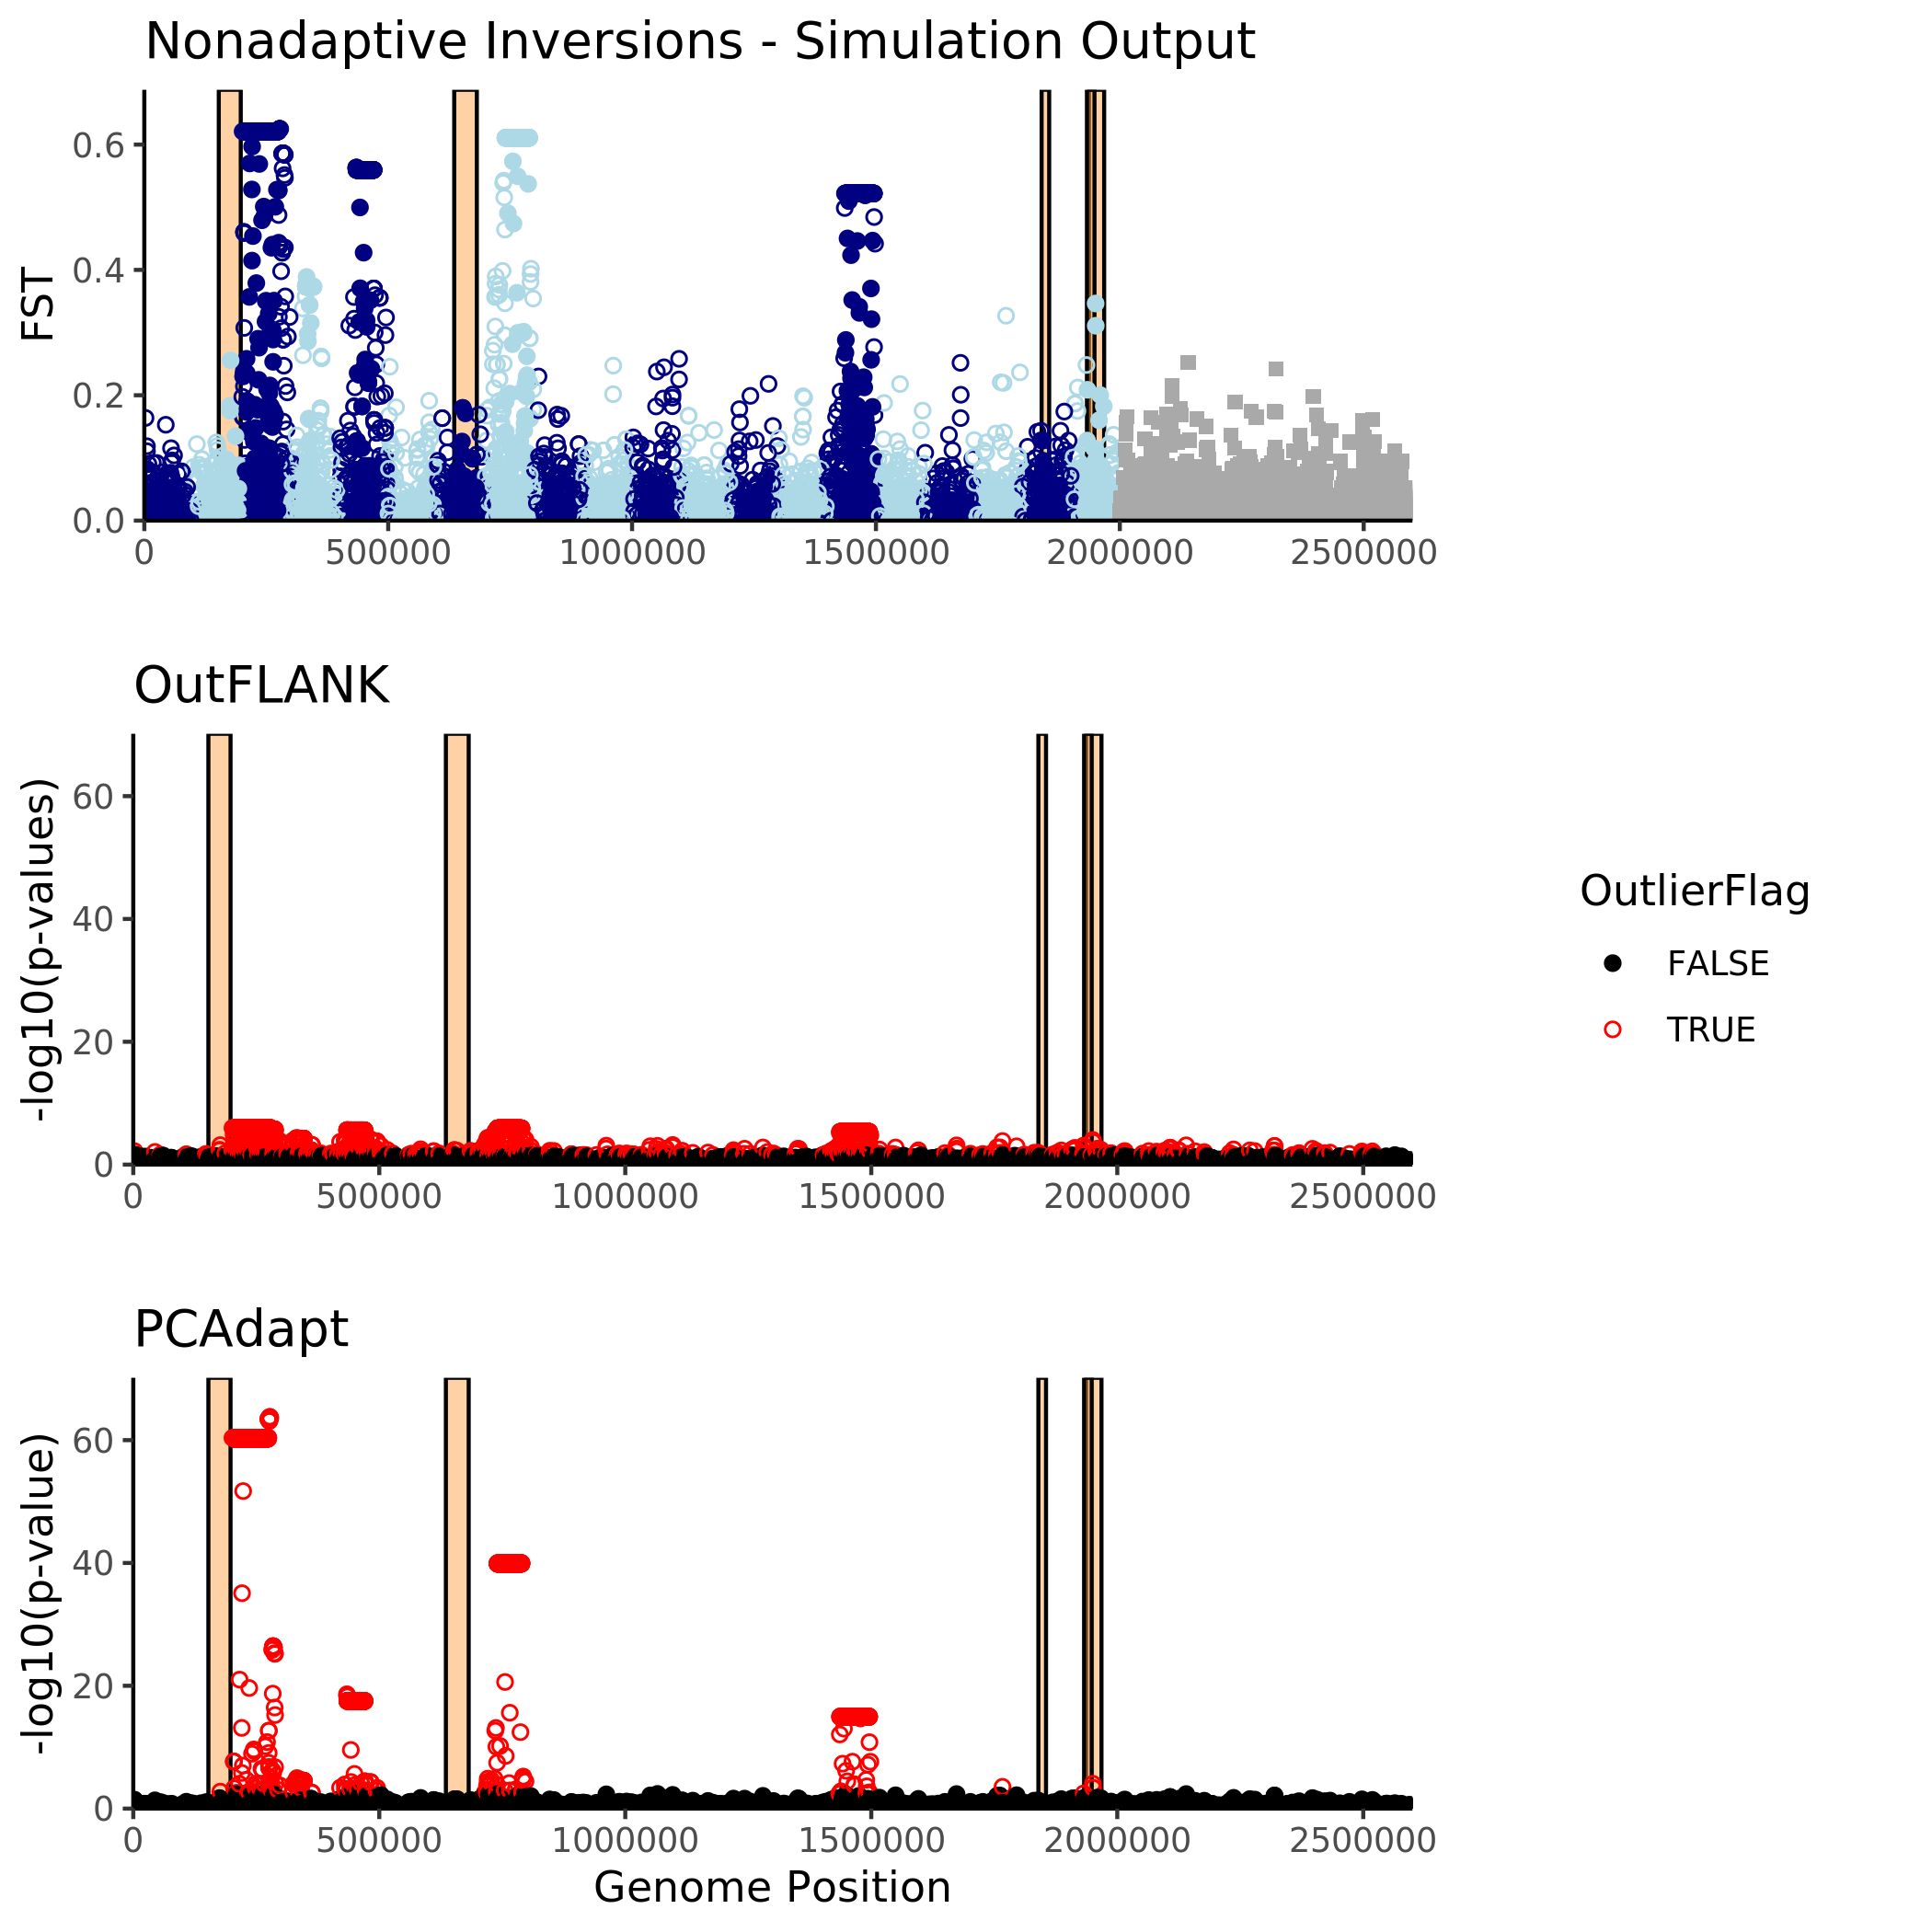 Nonadaptive Inversions - Simulation Output
FST
0.6
0.4
0.2
0.0
0 500000 1000000 1500000 2000000 2500000
OutFLANK
-log10(p-values)
60
40
20
0
0 500000 1000000 1500000 2000000 2500000
OutlierFlag
FALSE
TRUE
PCAdapt
-log10(p-value)
60
40
20
0
0 500000 1000000 1500000 2000000 2500000
Genome Position